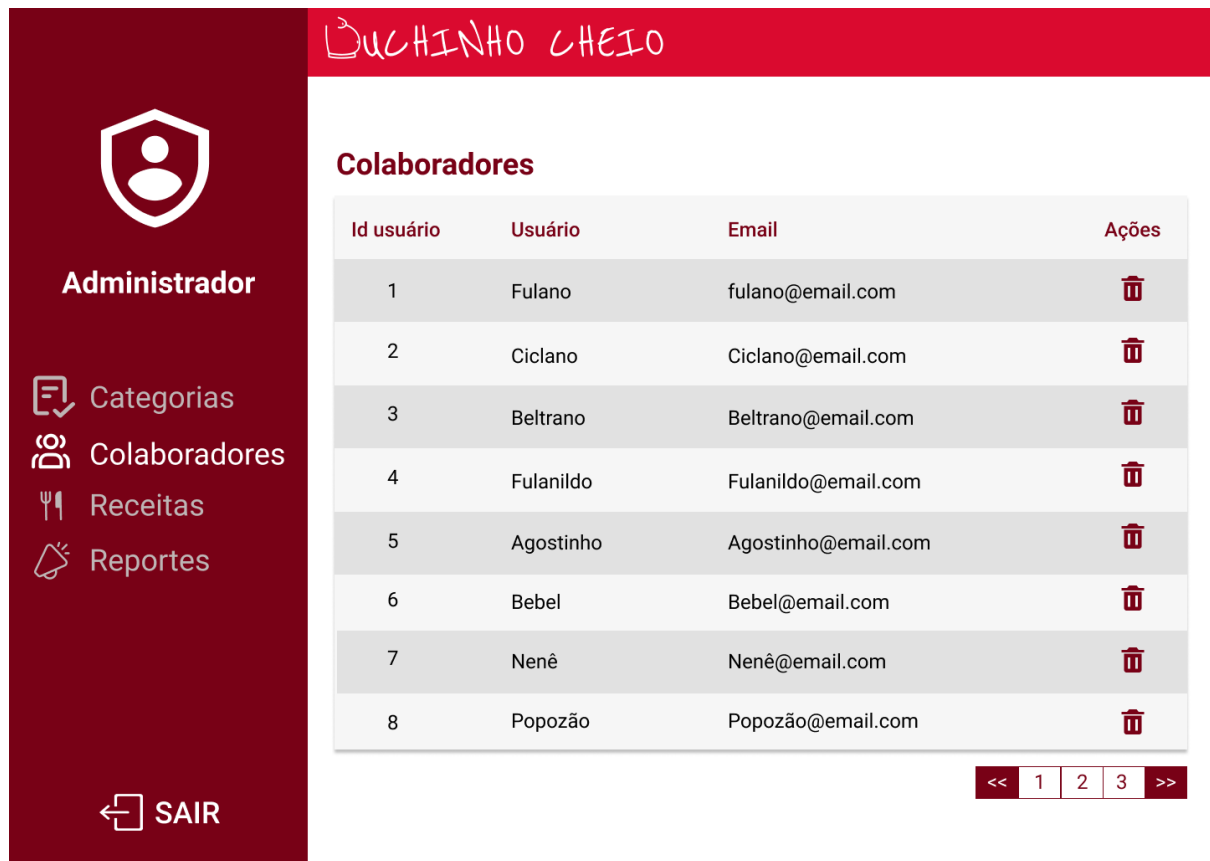 BUCHINHO CHEIO
Administrador
Categorias
Colaboradores
Receitas
Reportes
SAIR
Colaboradores
Id usuário Usuário Email Ações
1 Fulano fulano@email.com
2 Ciclano Ciclano@email.com
3 Beltrano Beltrano@email.com
4 Fulanildo Fulanildo@email.com
5 Agostinho Agostinho@email.com
6 Bebel Bebel@email.com
7 Nenê Nenê@email.com
8 Popozão Popozão@email.com
<< 1 2 3 >>